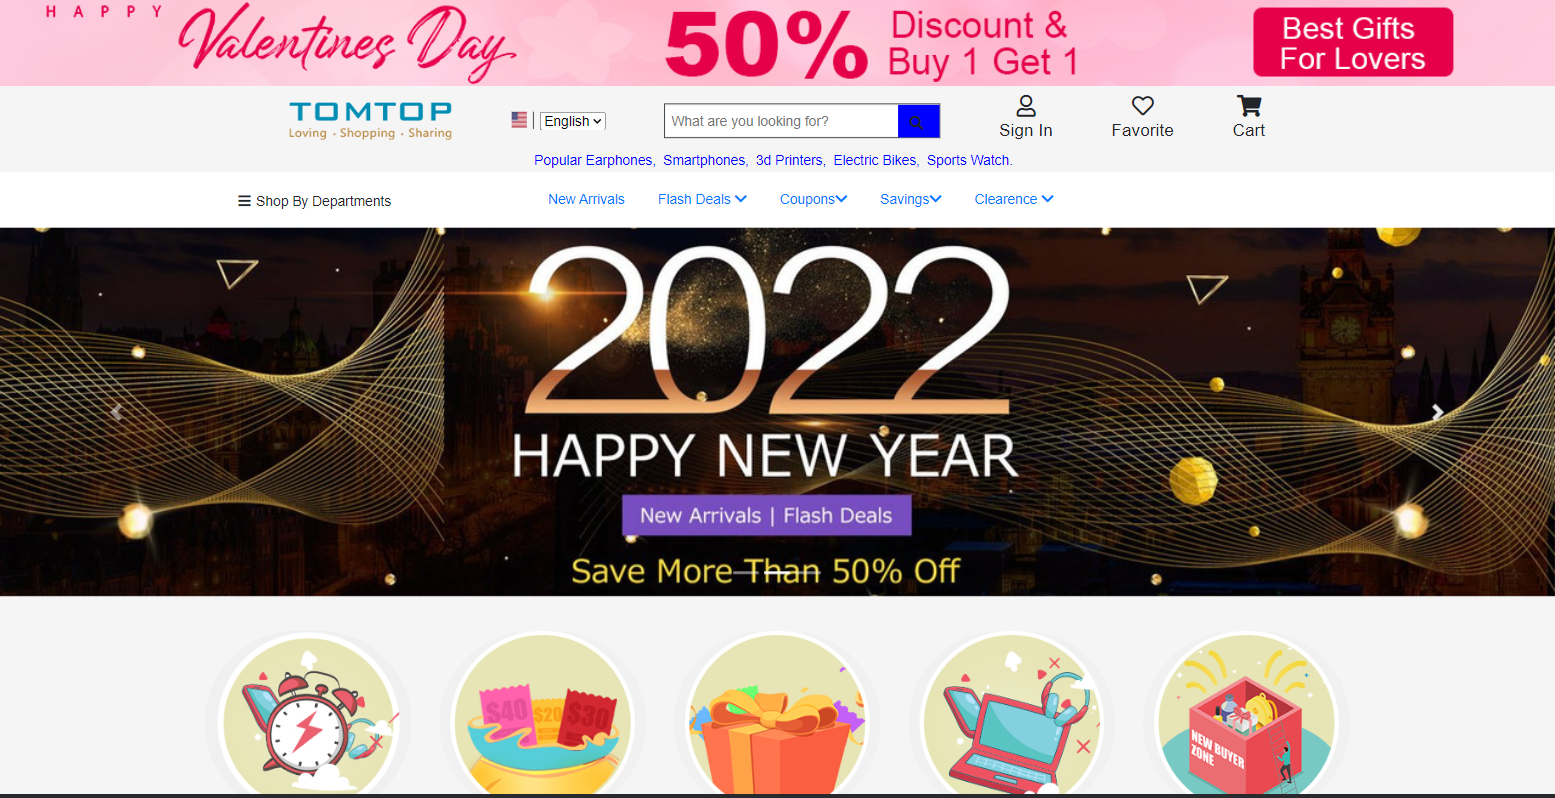 HAPPY
Valentines Day
50%
Discount &
Buy 1 Get 1
Best Gifts
For Lovers
TOMTOP
Loving · Shopping · Sharing
English
What are you looking for?
Sign In
Favorite
Cart
Popular Earphones, Smartphones, 3d Printers, Electric Bikes, Sports Watch.
Shop By Departments
New Arrivals
Flash Deals
Coupons
Savings
Clearence
2022
HAPPY NEW YEAR
New Arrivals | Flash Deals
Save More Than 50% Off
$40
$20
$30
NEW BUYER
ZONE